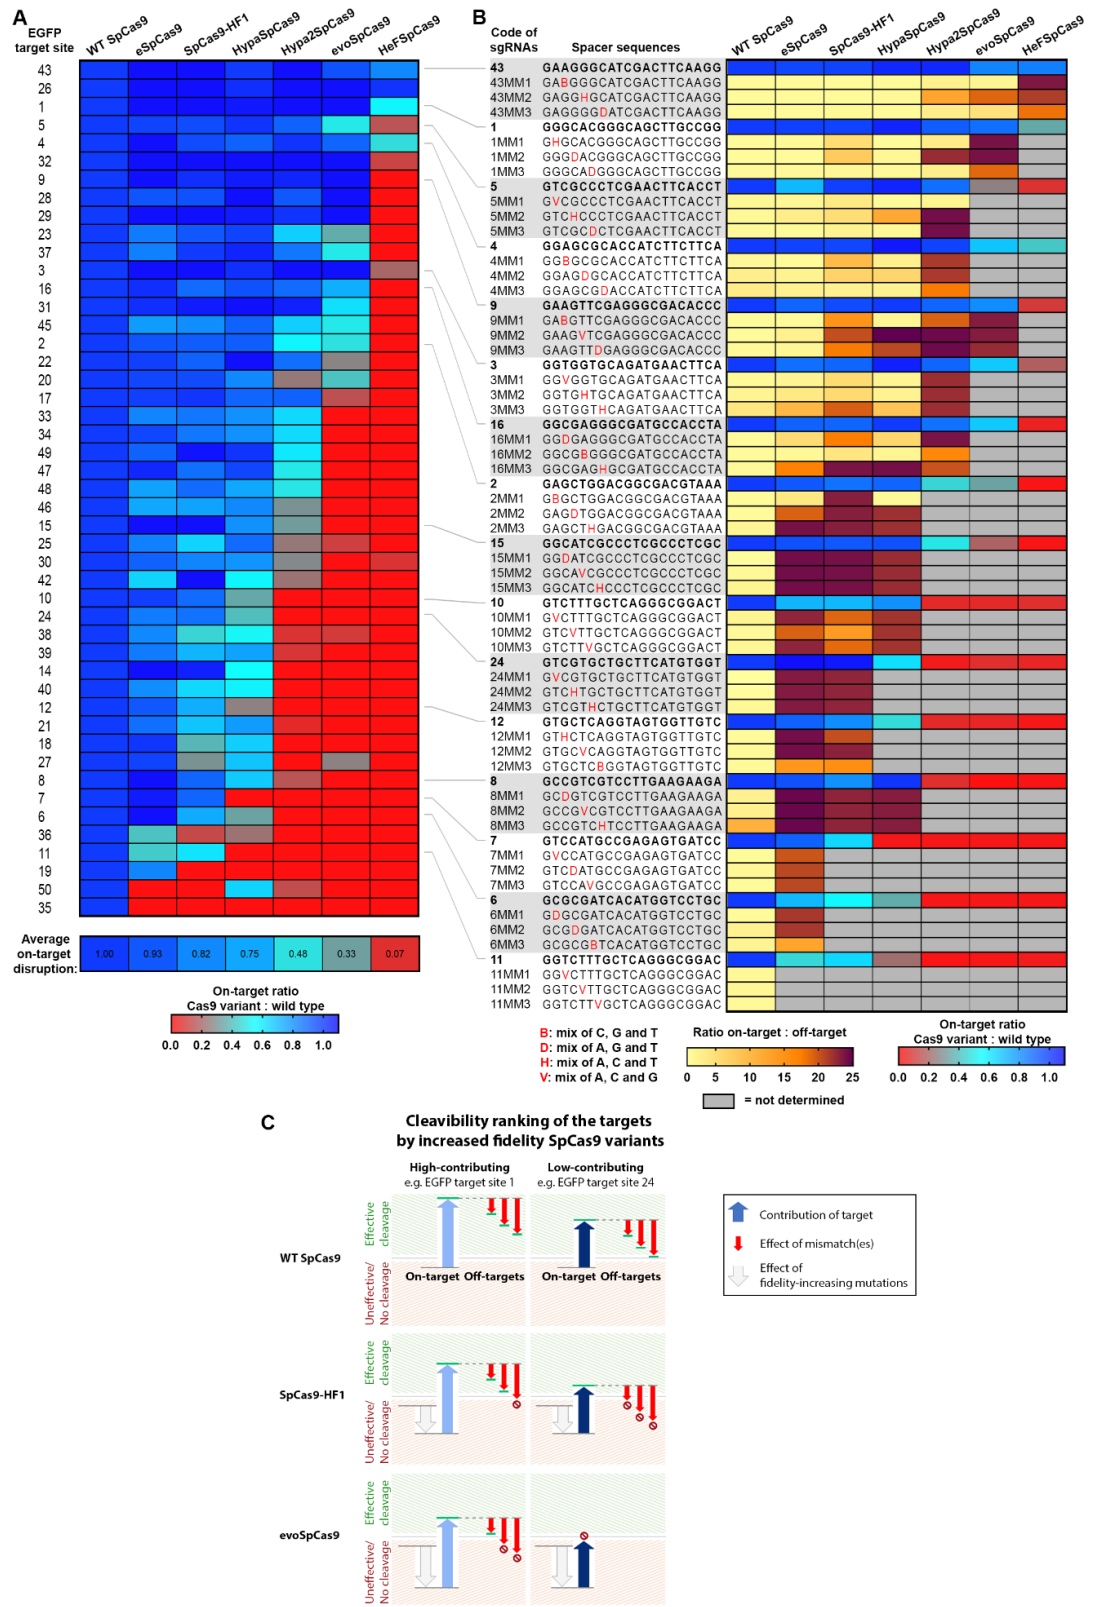 A
EGFP
target site
WT SpCas9
eSpCas9
SpCas9-HF1
HypaSpCas9
Hypa2SpCas9
evoSpCas9
HeFSpCas9
43
26
1
5
4
32
9
28
29
23
37
3
16
31
45
2
22
20
17
33
34
49
47
48
46
15
25
30
42
10
24
38
39
14
40
12
21
18
27
8
7
6
36
11
19
50
35
Average
on-target
disruption:
1.00 0.93 0.82 0.75 0.48 0.33 0.07
On-target ratio
Cas9 variant : wild type
0.0 0.2 0.4 0.6 0.8 1.0
B
Code of
sgRNAs
Spacer sequences
WT SpCas9
eSpCas9
SpCas9-HF1
HypaSpCas9
Hypa2SpCas9
evoSpCas9
HeFSpCas9
43 GAAGGGCATCGACTTCAAGG
43MM1 GABGGGCATCGACTTCAAGG
43MM2 GAGGHGCATCGACTTCAAGG
43MM3 GAGGGGDATCGACTTCAAGG
1 GGGCACGGGCAGCTTGCCGG
1MM1 GHGCACGGGCAGCTTGCCGG
1MM2 GGGDACGGGCAGCTTGCCGG
1MM3 GGGCADGGGCAGCTTGCCGG
5 GTCGCCCTCGAACTTCACCT
5MM1 GVCGCCCTCGAACTTCACCT
5MM2 GTCHCCCTCGAACTTCACCT
5MM3 GTCGCDCTCGAACTTCACCT
4 GGAGCGCACCATCTTCTTCA
4MM1 GGBGCGCACCATCTTCTTCA
4MM2 GGAGDGCACCATCTTCTTCA
4MM3 GGAGCGDACCATCTTCTTCA
9 GAAGTTCGAGGGCGACACCC
9MM1 GABGTTCGAGGGCGACACCC
9MM2 GAAGVTCGAGGGCGACACCC
9MM3 GAAGTTDGAGGGCGACACCC
3 GGTGGTGCAGATGAACTTCA
3MM1 GGVGGTGCAGATGAACTTCA
3MM2 GGTGHTGCAGATGAACTTCA
3MM3 GGTGGTHCAGATGAACTTCA
16 GGCGAGGGCGATGCCACCTA
16MM1 GGDGAGGGCGATGCCACCTA
16MM2 GGCGBGGGCGATGCCACCTA
16MM3 GGCGAGHGCGATGCCACCTA
2 GAGCTGGACGGCGACGTAAA
2MM1 GBGCTGGACGGCGACGTAAA
2MM2 GAGDTGGACGGCGACGTAAA
2MM3 GAGCTHGACGGCGACGTAAA
15 GGCATCGCCCTCGCCCTCGC
15MM1 GGDATCGCCCTCGCCCTCGC
15MM2 GGCAVCGCCCTCGCCCTCGC
15MM3 GGCATCHCCCTCGCCCTCGC
10 GTCTTTGCTCAGGGCGGACT
10MM1 GVCTTTGCTCAGGGCGGACT
10MM2 GTCVTTGCTCAGGGCGGACT
10MM3 GTCTTVGCTCAGGGCGGACT
24 GTCGTGCTGCTTCATGTGGT
24MM1 GVCGTGCTGCTTCATGTGGT
24MM2 GTCHTGCTGCTTCATGTGGT
24MM3 GTCGTHCTGCTTCATGTGGT
12 GTGCTCAGGTAGTGGTTGTC
12MM1 GTHCTCAGGTAGTGGTTGTC
12MM2 GTGCVCAGGTAGTGGTTGTC
12MM3 GTGCTCBGGTAGTGGTTGTC
8 GCCGTCGTCCTTGAAGAAGA
8MM1 GCDGTCGTCCTTGAAGAAGA
8MM2 GCCGVCGTCCTTGAAGAAGA
8MM3 GCCGTCHTCCTTGAAGAAGA
7 GTCCATGCCGAGAGTGATCC
7MM1 GVCCATGCCGAGAGTGATCC
7MM2 GTCDATGCCGAGAGTGATCC
7MM3 GTCCAVGCCGAGAGTGATCC
6 GCGCGATCACATGGTCCTGC
6MM1 GDGCGATCACATGGTCCTGC
6MM2 GCGDGATCACATGGTCCTGC
6MM3 GCGCGBTCACATGGTCCTGC
11 GGTCTTTGCTCAGGGCGGAC
11MM1 GGVCTTTGCTCAGGGCGGAC
11MM2 GGTCVTTGCTCAGGGCGGAC
11MM3 GGTCTTVGCTCAGGGCGGAC
B: mix of C, G and T
D: mix of A, G and T
H: mix of A, C and T
V: mix of A, C and G
Ratio on-target : off-target
0 5 10 15 20 25
= not determined
On-target ratio
Cas9 variant : wild type
0.0 0.2 0.4 0.6 0.8 1.0
C
Cleavibility ranking of the targets
by increased fidelity SpCas9 variants
High-contributing
e.g. EGFP target site 1
Low-contributing
e.g. EGFP target site 24
WT SpCas9
Effective
cleavage
Uneffective/
No cleavage
On-target Off-targets
On-target Off-targets
SpCas9-HF1
Effective
cleavage
Uneffective/
No cleavage
evoSpCas9
Effective
cleavage
Uneffective/
No cleavage
Contribution of target
Effect of mismatch(es)
Effect of
fidelity-increasing mutations